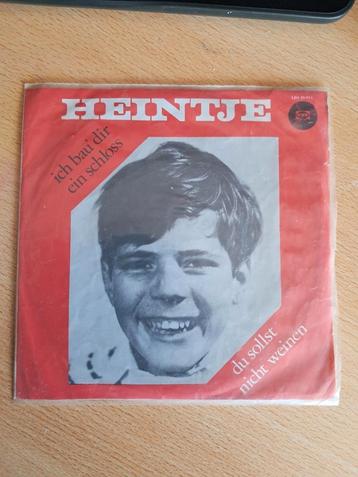 HEINTJE
ich bau' dir
ein schloss
du sollst
nicht weinen